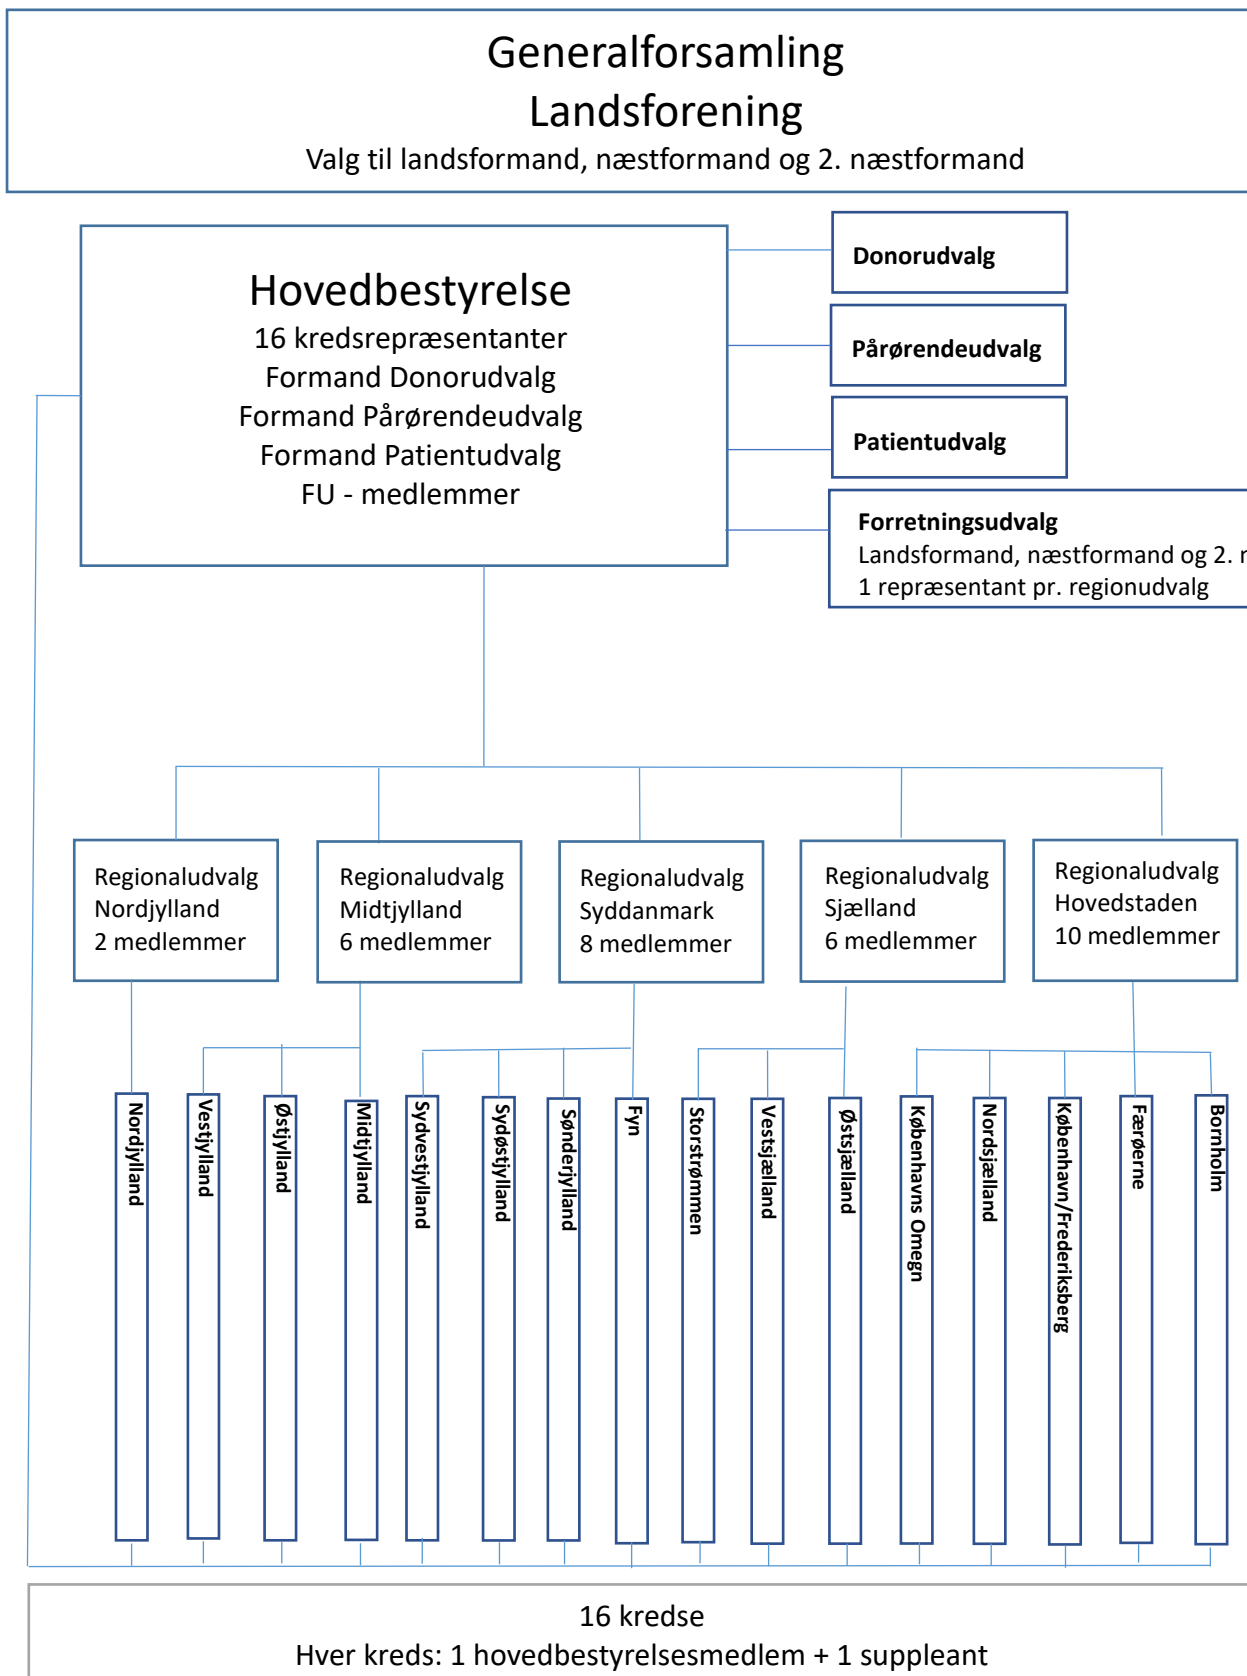 Generalforsamling
Landsforening
Valg til landsformand, næstformand og 2. næstformand
Hovedbestyrelse
16 kredsrepræsentanter
Formand Donorudvalg
Formand Pårørendeudvalg
Formand Patientudvalg
FU - medlemmer
Donorudvalg
Pårørendeudvalg
Patientudvalg
Forretningsudvalg
Landsformand, næstformand og 2. n
1 repræsentant pr. regionudvalg
Regionaludvalg
Nordjylland
2 medlemmer
Regionaludvalg
Midtjylland
6 medlemmer
Regionaludvalg
Syddanmark
8 medlemmer
Regionaludvalg
Sjælland
6 medlemmer
Regionaludvalg
Hovedstaden
10 medlemmer
Nordjylland
Vestjylland
Østjylland
Midtjylland
Sydvestjylland
Sydøstjylland
Sønderjylland
Fyn
Storstrømmen
Vestsjælland
Østsjælland
Københavns Omegn
Nordsjælland
København/Frederiksberg
Færøerne
Bornholm
16 kredse
Hver kreds: 1 hovedbestyrelsesmedlem + 1 suppleant